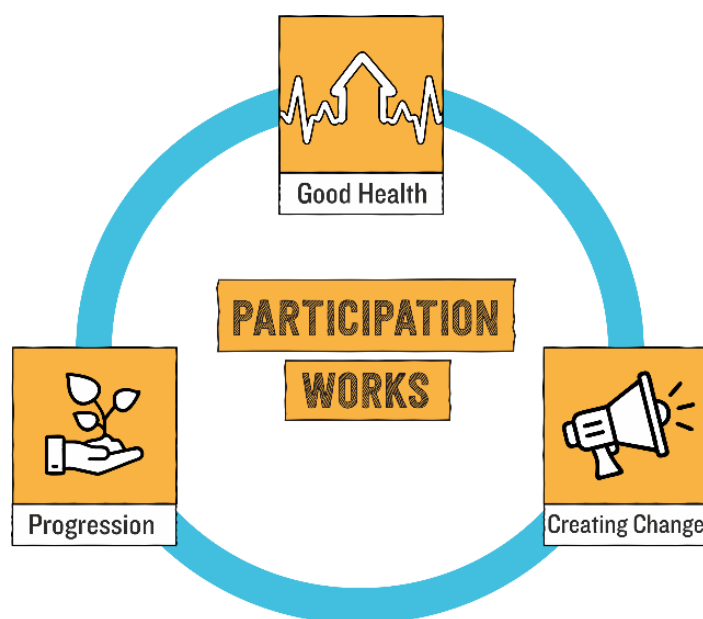 Good Health
PARTICIPATION
WORKS
Progression
Creating Change